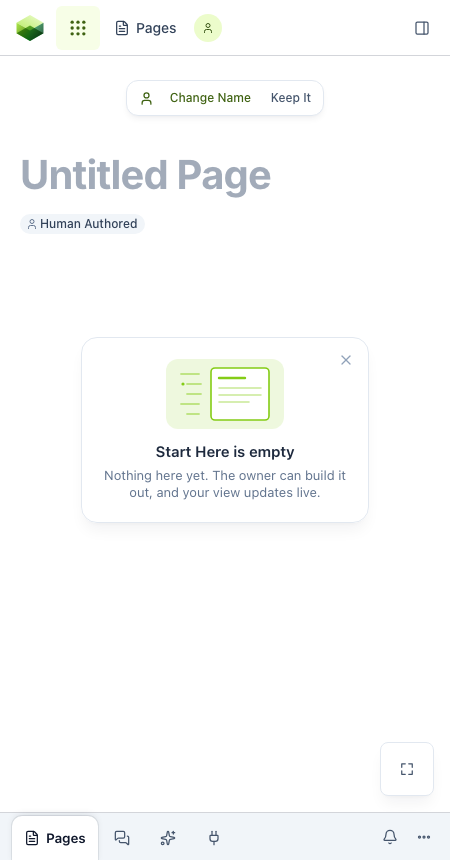 Pages
Change Name
Keep It
Untitled Page
Human Authored
Start Here is empty
Nothing here yet. The owner can build it
out, and your view updates live.
Pages